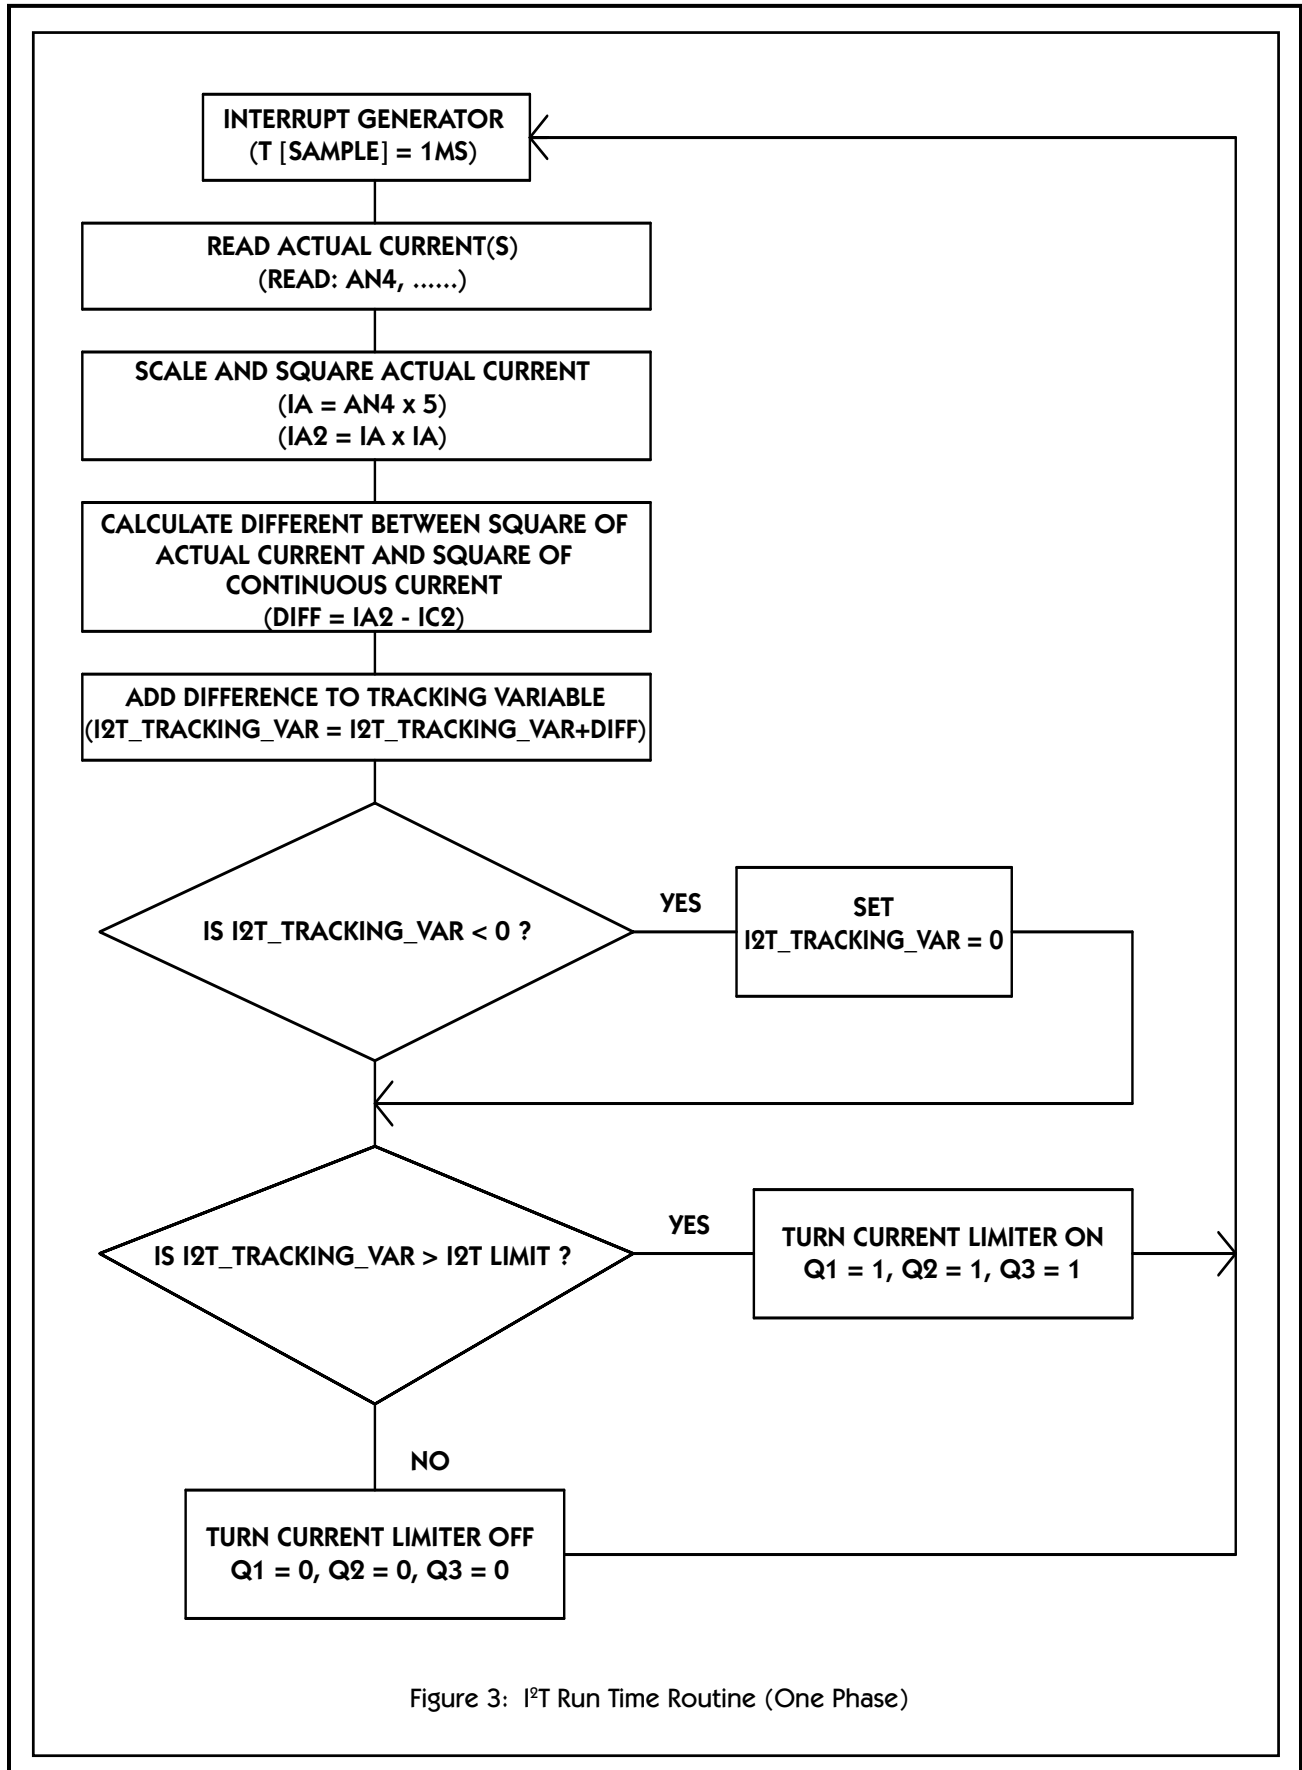 INTERRUPT GENERATOR
(T [SAMPLE] = 1MS)
READ ACTUAL CURRENT(S)
(READ: AN4, ......)
SCALE AND SQUARE ACTUAL CURRENT
(IA = AN4 x 5)
(IA2 = IA x IA)
CALCULATE DIFFERENT BETWEEN SQUARE OF
ACTUAL CURRENT AND SQUARE OF
CONTINUOUS CURRENT
(DIFF = IA2 - IC2)
ADD DIFFERENCE TO TRACKING VARIABLE
(I2T_TRACKING_VAR = I2T_TRACKING_VAR+DIFF)
IS I2T_TRACKING_VAR < 0 ?
YES
SET
I2T_TRACKING_VAR = 0
IS I2T_TRACKING_VAR > I2T LIMIT ?
YES
TURN CURRENT LIMITER ON
Q1 = 1, Q2 = 1, Q3 = 1
NO
TURN CURRENT LIMITER OFF
Q1 = 0, Q2 = 0, Q3 = 0
Figure 3: I²T Run Time Routine (One Phase)